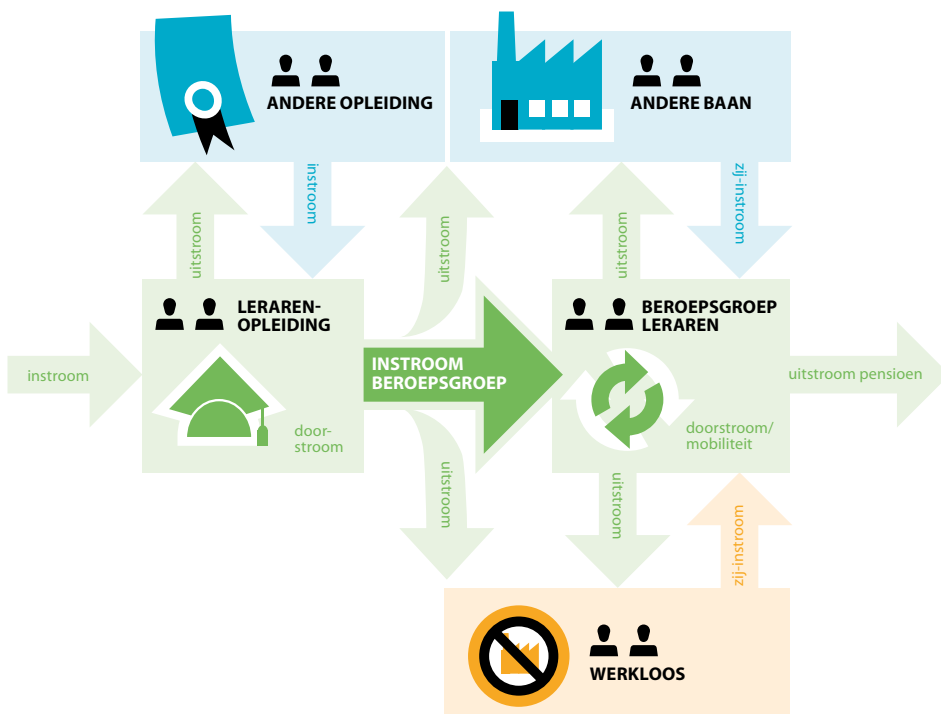 ANDERE OPLEIDING
ANDERE BAAN
uitstroom
instroom
uitstroom
uitstroom
zij-instroom
LERAREN-
OPLEIDING
BEROEPSGROEP
LERAREN
instroom
INSTROOM
BEROEPSGROEP
uitstroom pensioen
door-
stroom
doorstroom/
mobiliteit
uitstroom
uitstroom
zij-instroom
WERKLOOS